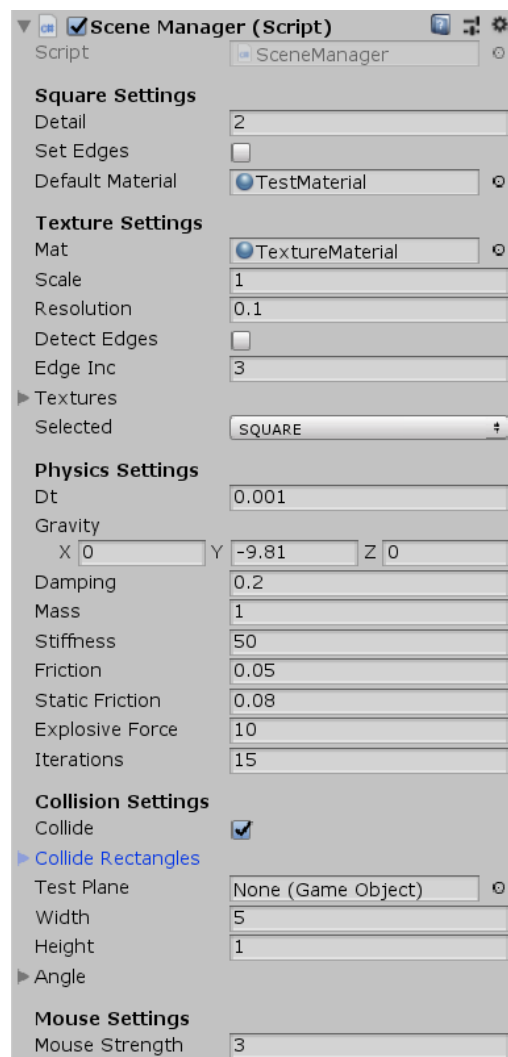 Scene Manager (Script)
Script SceneManager
Square Settings
Detail 2
Set Edges
Default Material TestMaterial
Texture Settings
Mat TextureMaterial
Scale 1
Resolution 0.1
Detect Edges
Edge Inc 3
Textures
Selected SQUARE
Physics Settings
Dt 0.001
Gravity
X 0 Y -9.81 Z 0
Damping 0.2
Mass 1
Stiffness 50
Friction 0.05
Static Friction 0.08
Explosive Force 10
Iterations 15
Collision Settings
Collide
Collide Rectangles
Test Plane None (Game Object)
Width 5
Height 1
Angle
Mouse Settings
Mouse Strength 3